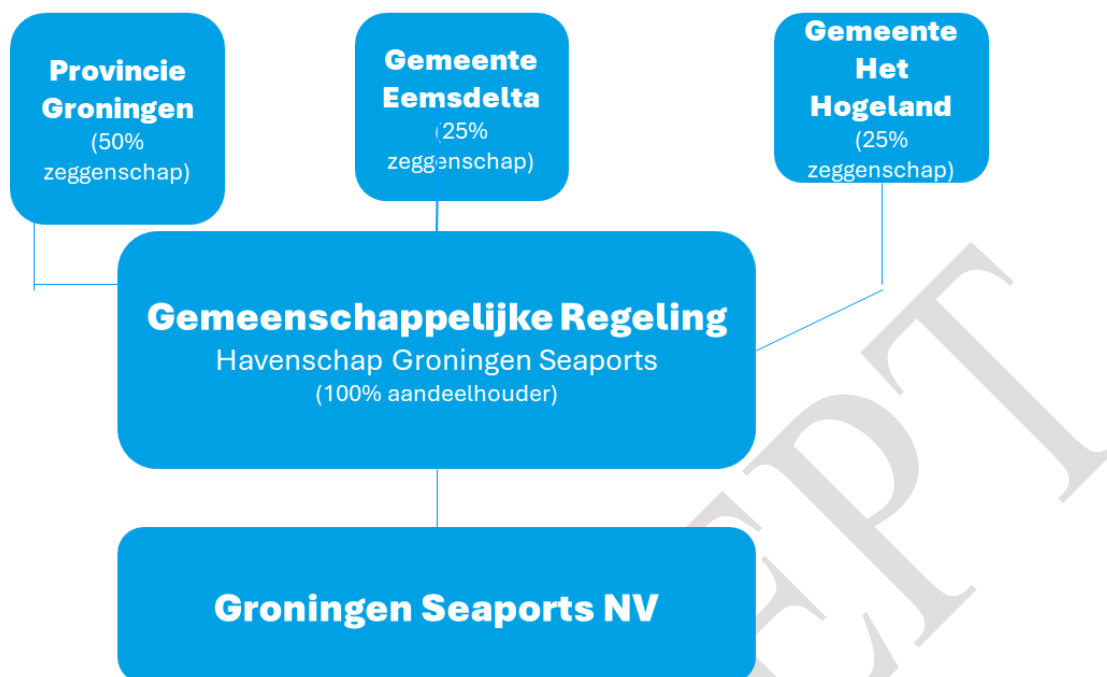 Provincie
Groningen
(50%
zeggenschap)
Gemeente
Eemsdelta
(25%
zeggenschap)
Gemeente
Het
Hogeland
(25%
zeggenschap)
Gemeenschappelijke Regeling
Havenschap Groningen Seaports
(100% aandeelhouder)
Groningen Seaports NV
EPT